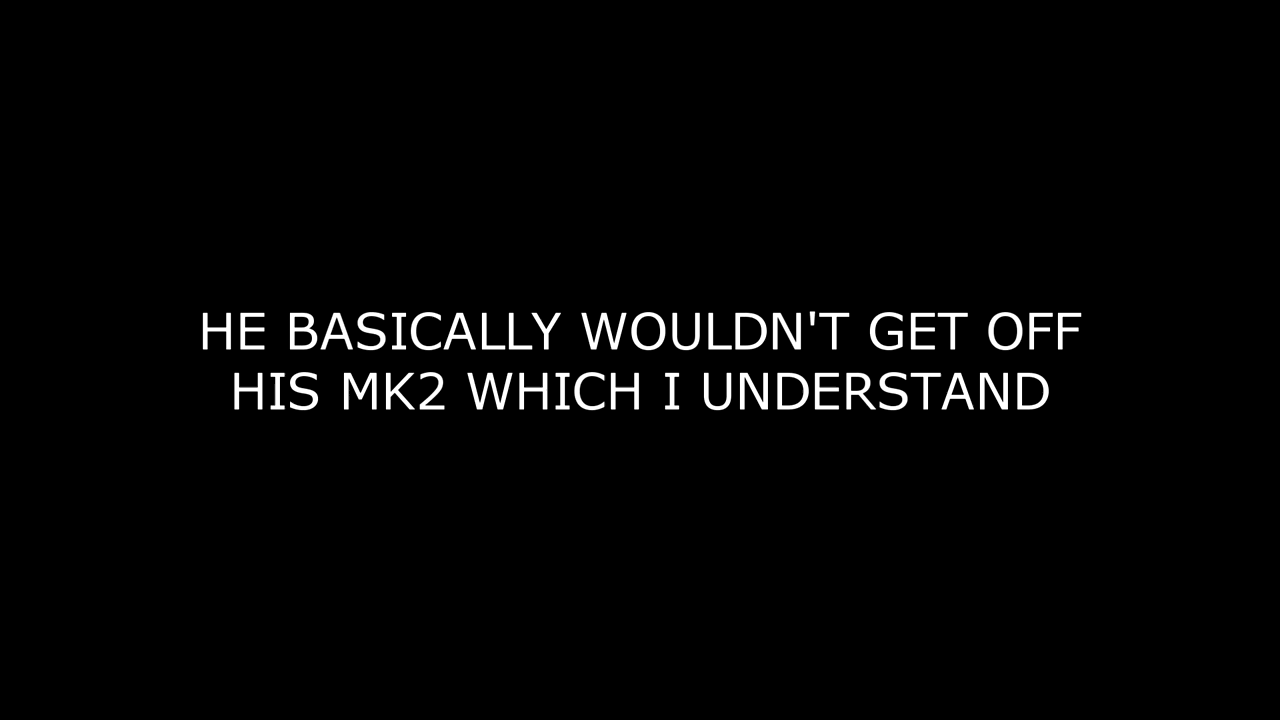 HE BASICALLY WOULDN'T GET OFF
HIS MK2 WHICH I UNDERSTAND